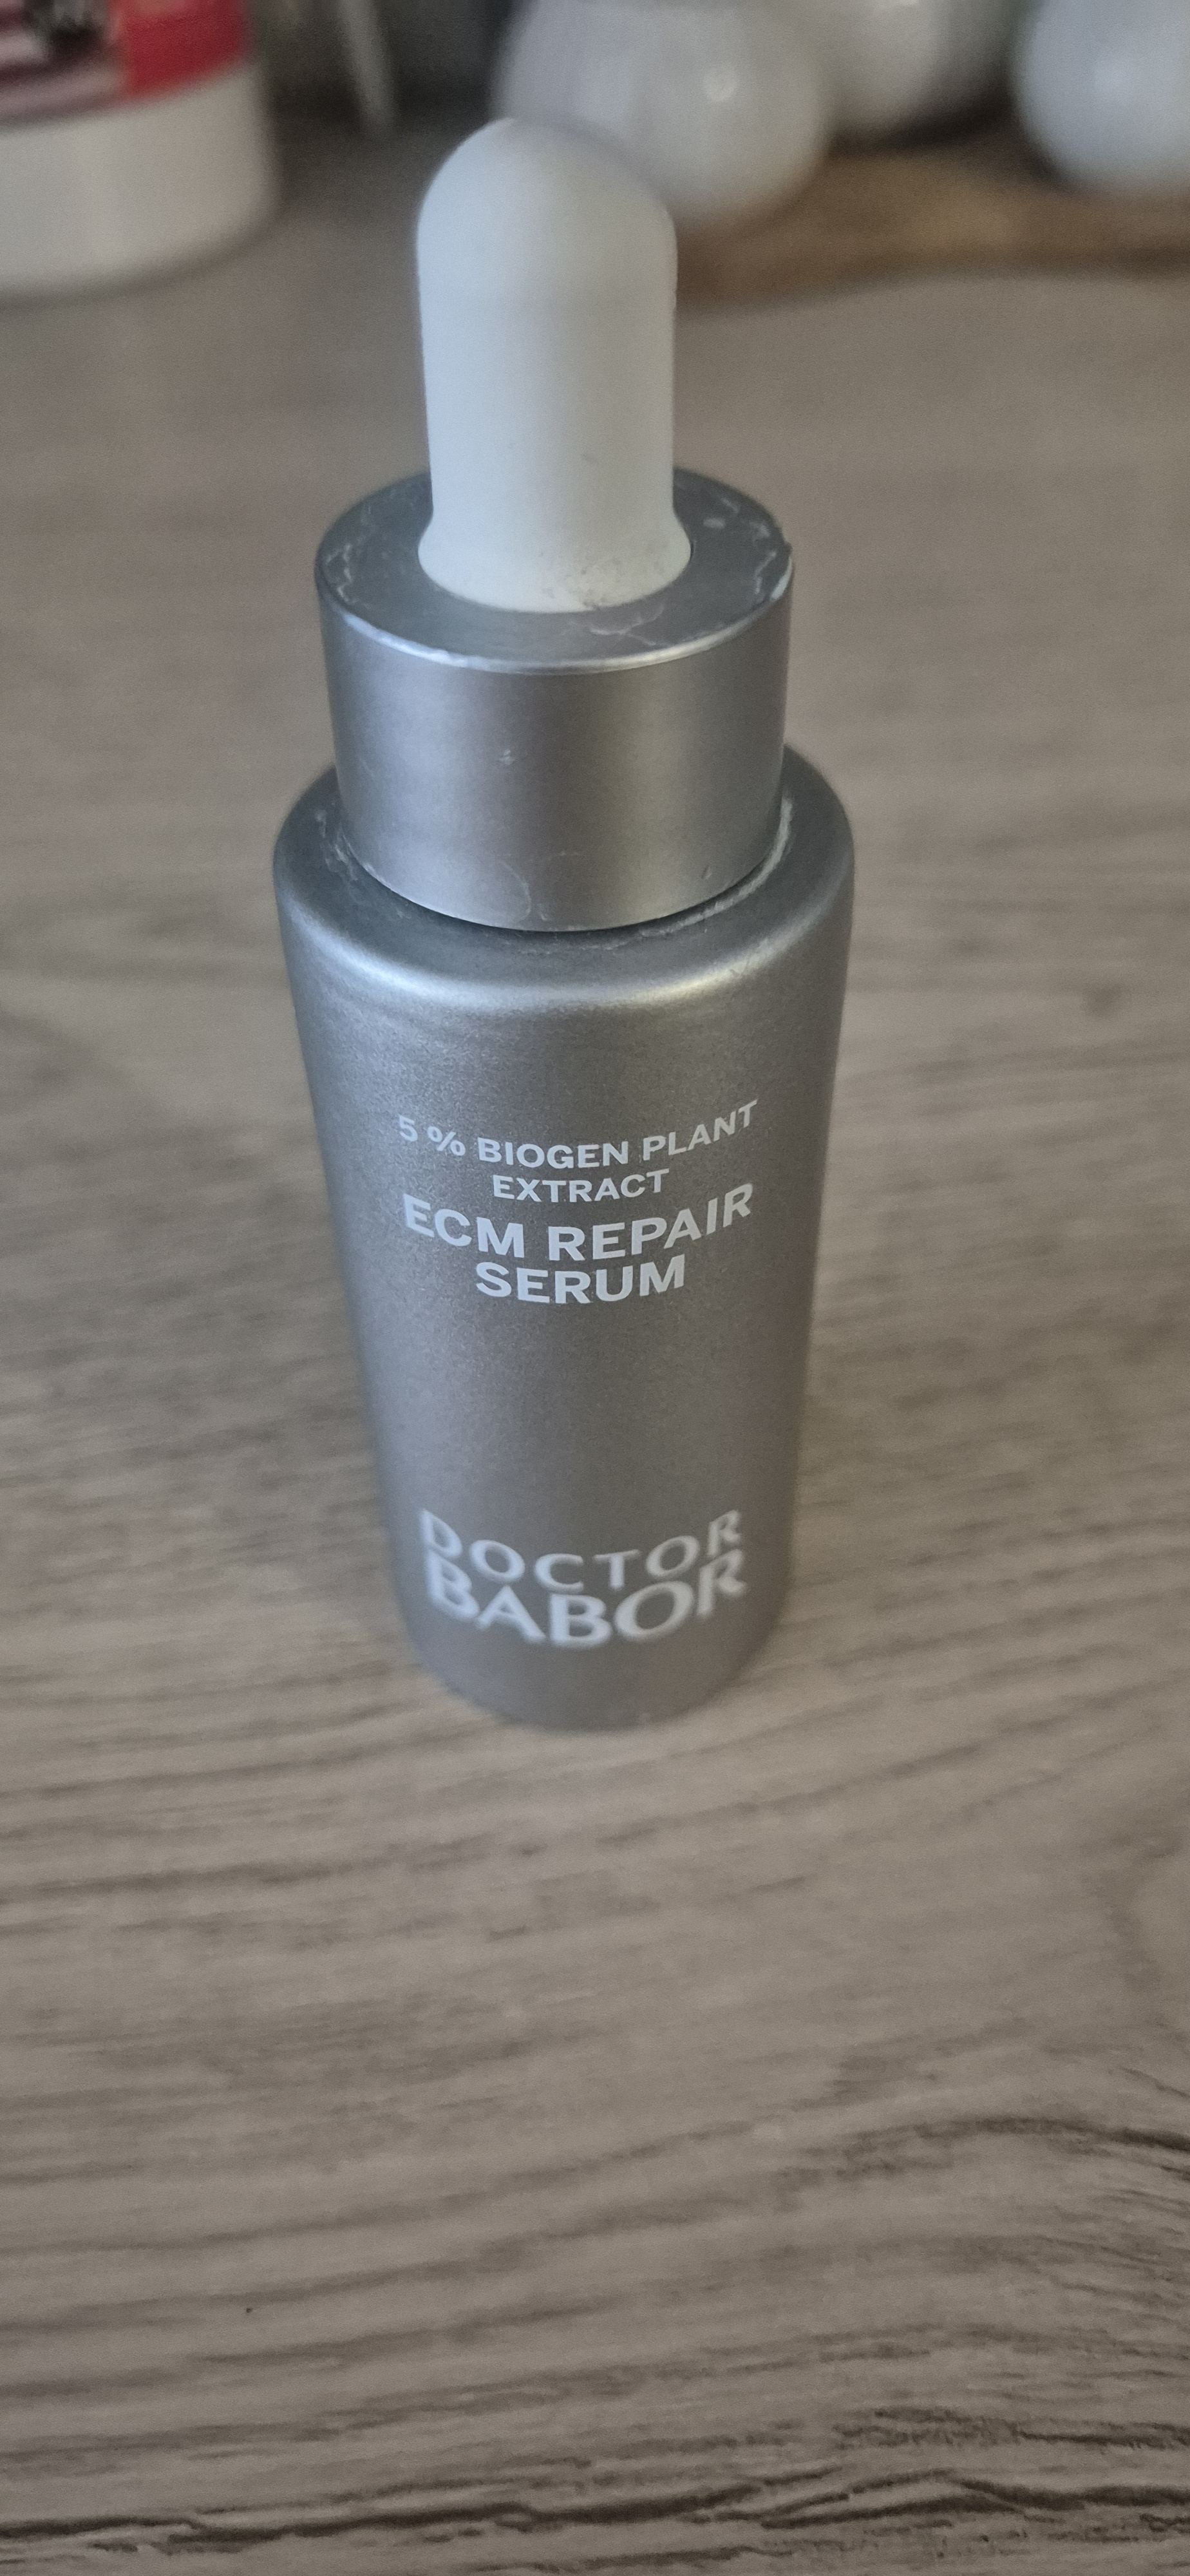 5 % BIOGEN PLANT
EXTRACT
ECM REPAIR
SERUM
DOCTOR
BABOR